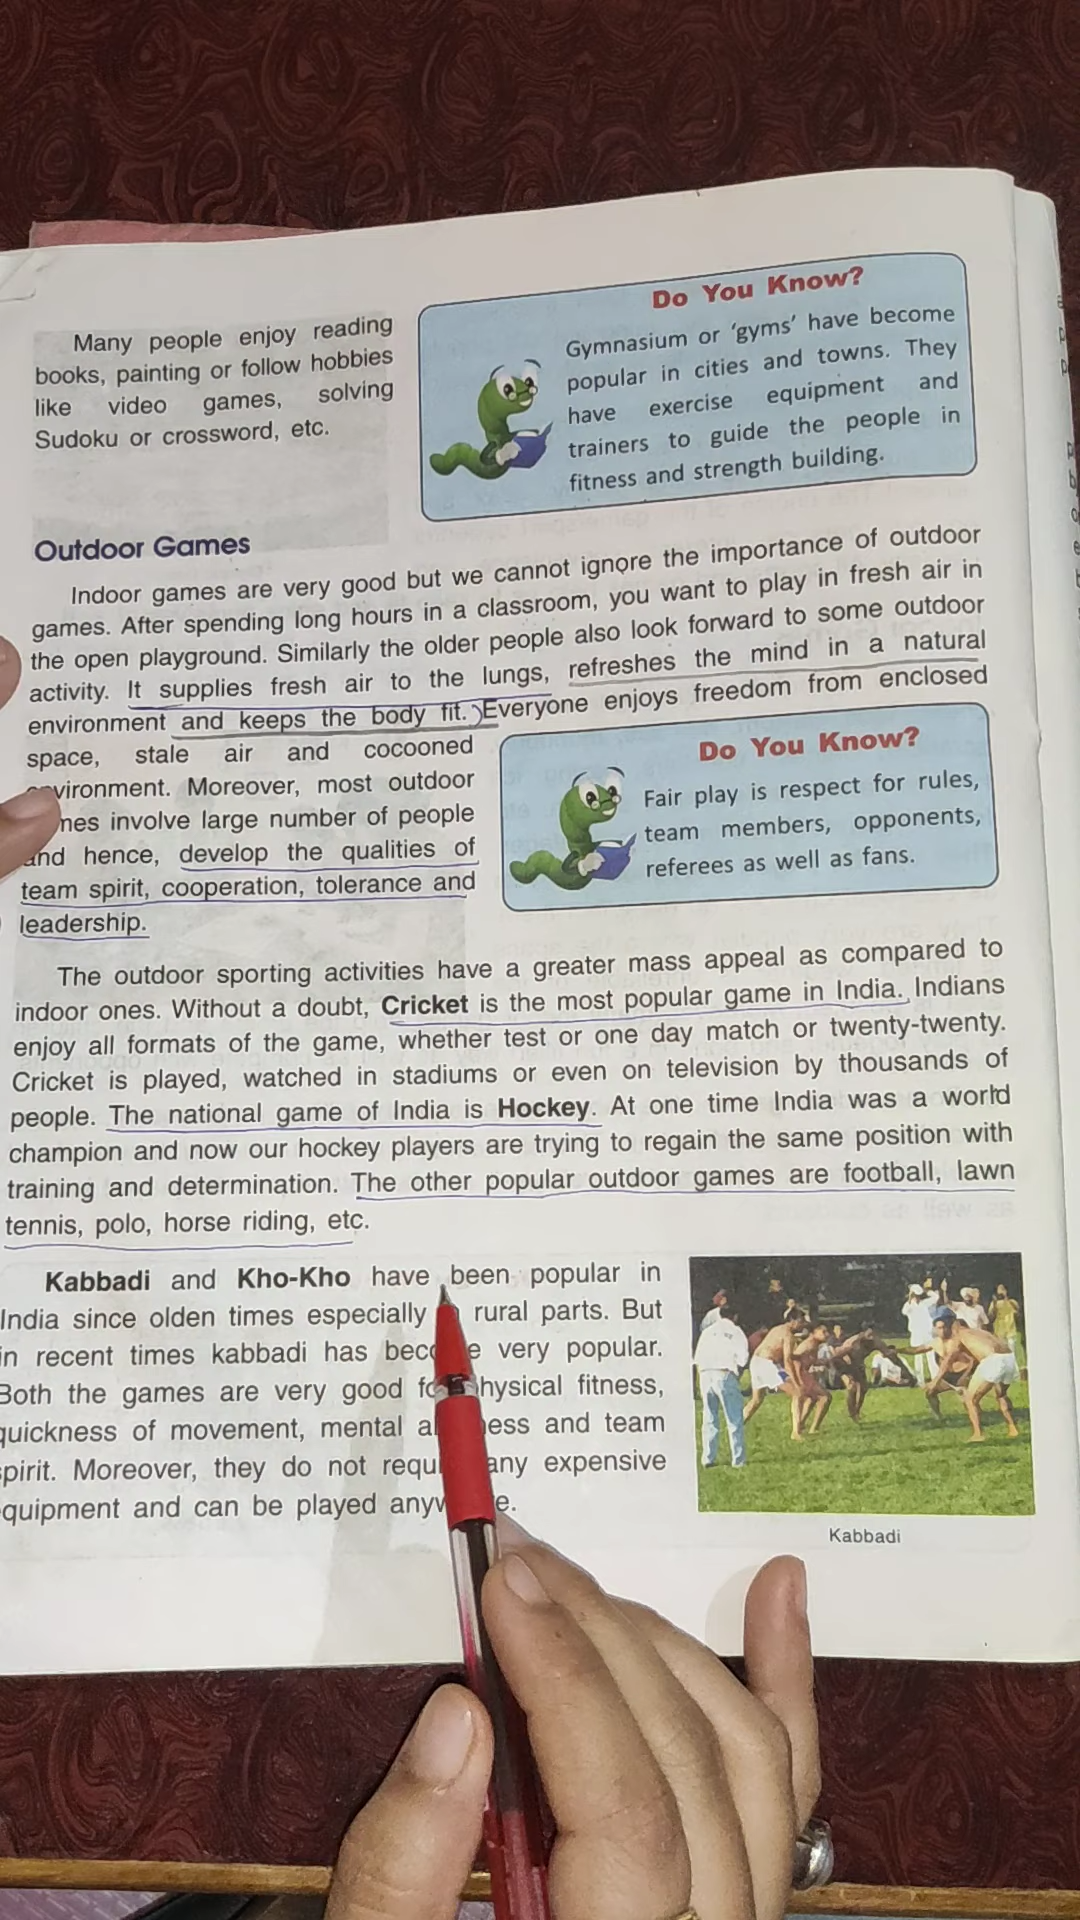 Many people enjoy reading
books, painting or follow hobbies
like video games, solving
Sudoku or crossword, etc.
Do You Know?
Gymnasium or 'gyms' have become
popular in cities and towns. They
have exercise equipment and
trainers to guide the people in
fitness and strength building.
Outdoor Games
Indoor games are very good but we cannot ignore the importance of outdoor
games. After spending long hours in a classroom, you want to play in fresh air in
the open playground. Similarly the older people also look forward to some outdoor
activity. It supplies fresh air to the lungs, refreshes the mind in a natural
environment and keeps the body fit. Everyone enjoys freedom from enclosed
space, stale air and cocooned
vironment. Moreover, most outdoor
mes involve large number of people
and hence, develop the qualities of
team spirit, cooperation, tolerance and
leadership.
Do You Know?
Fair play is respect for rules,
team members, opponents,
referees as well as fans.
The outdoor sporting activities have a greater mass appeal as compared to
indoor ones. Without a doubt, Cricket is the most popular game in India. Indians
enjoy all formats of the game, whether test or one day match or twenty-twenty.
Cricket is played, watched in stadiums or even on television by thousands of
people. The national game of India is Hockey. At one time India was a world
champion and now our hockey players are trying to regain the same position with
training and determination. The other popular outdoor games are football, lawn
tennis, polo, horse riding, etc.
Kabbadi and Kho-Kho have been popular in
India since olden times especially rural parts. But
in recent times kabbadi has very popular.
Both the games are very good physical fitness,
quickness of movement, mental and team
spirit. Moreover, they do not any expensive
quipment and can be played
Kabbadi